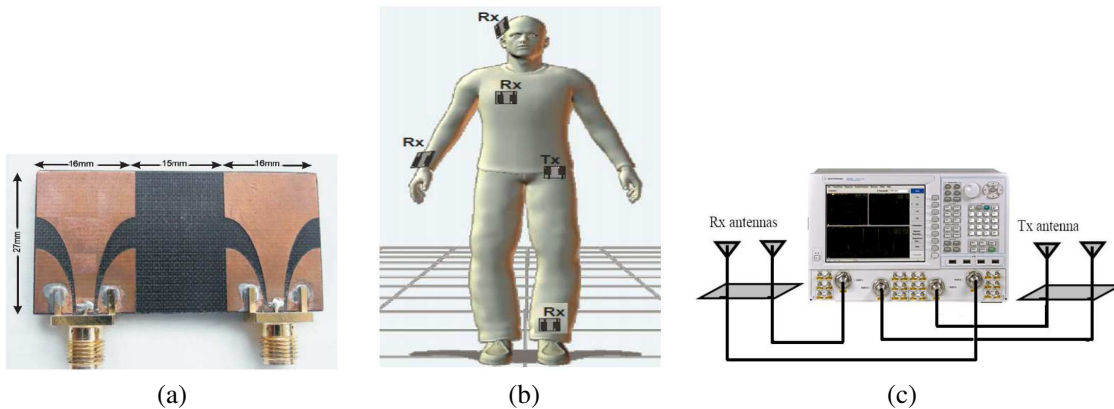 16mm
15mm
16mm
27mm
(a)
Rx
Rx
Rx
Tx
Rx
(b)
Rx antennas
Tx antenna
(c)